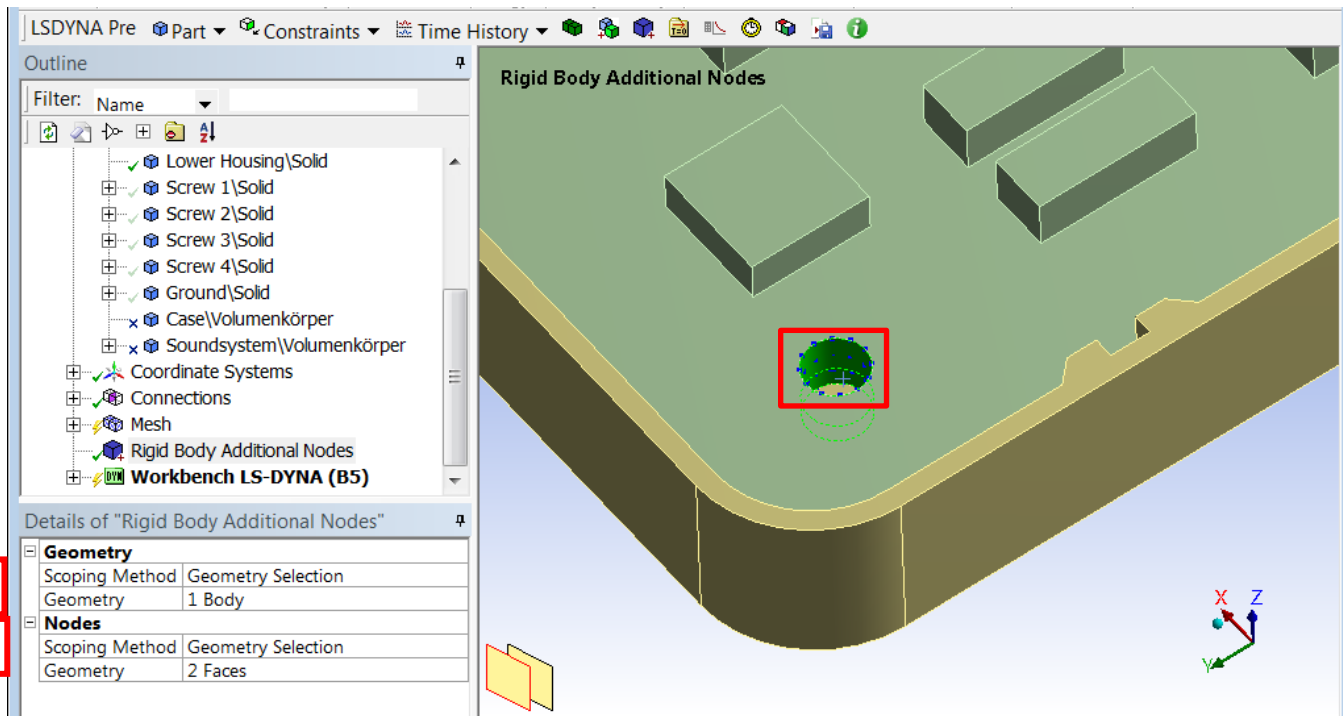 LSDYNA Pre Part Constraints Time History T=0
Outline
Filter: Name
A
Z
Lower Housing\Solid
Screw 1\Solid
Screw 2\Solid
Screw 3\Solid
Screw 4\Solid
Ground\Solid
Case\Volumenkörper
Soundsystem\Volumenkörper
Coordinate Systems
Connections
Mesh
Rigid Body Additional Nodes
DYN Workbench LS-DYNA (B5)
Details of "Rigid Body Additional Nodes"
Geometry
Scoping Method Geometry Selection
Geometry 1 Body
Nodes
Scoping Method Geometry Selection
Geometry 2 Faces
Rigid Body Additional Nodes
X Z
Y